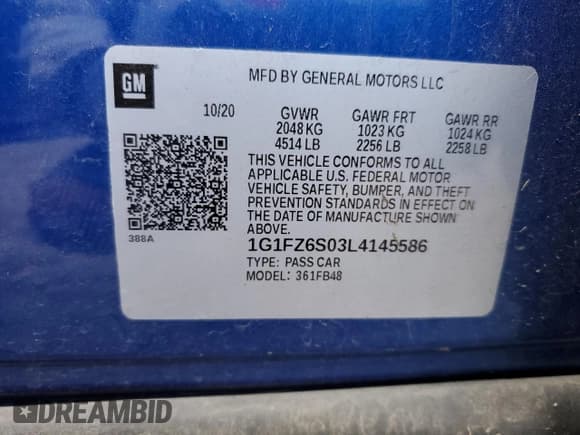 GM
MFD BY GENERAL MOTORS LLC
10/20 GVWR GAWR FRT GAWR RR
2048 KG 1023 KG 1024 KG
4514 LB 2256 LB 2258 LB
THIS VEHICLE CONFORMS TO ALL
APPLICABLE U.S. FEDERAL MOTOR
VEHICLE SAFETY, BUMPER, AND THEFT
PREVENTION STANDARDS IN EFFECT ON
THE DATE OF MANUFACTURE SHOWN
ABOVE.
388A
1G1FZ6S03L4145586
TYPE: PASS CAR
MODEL: 361FB48
DREAMBID